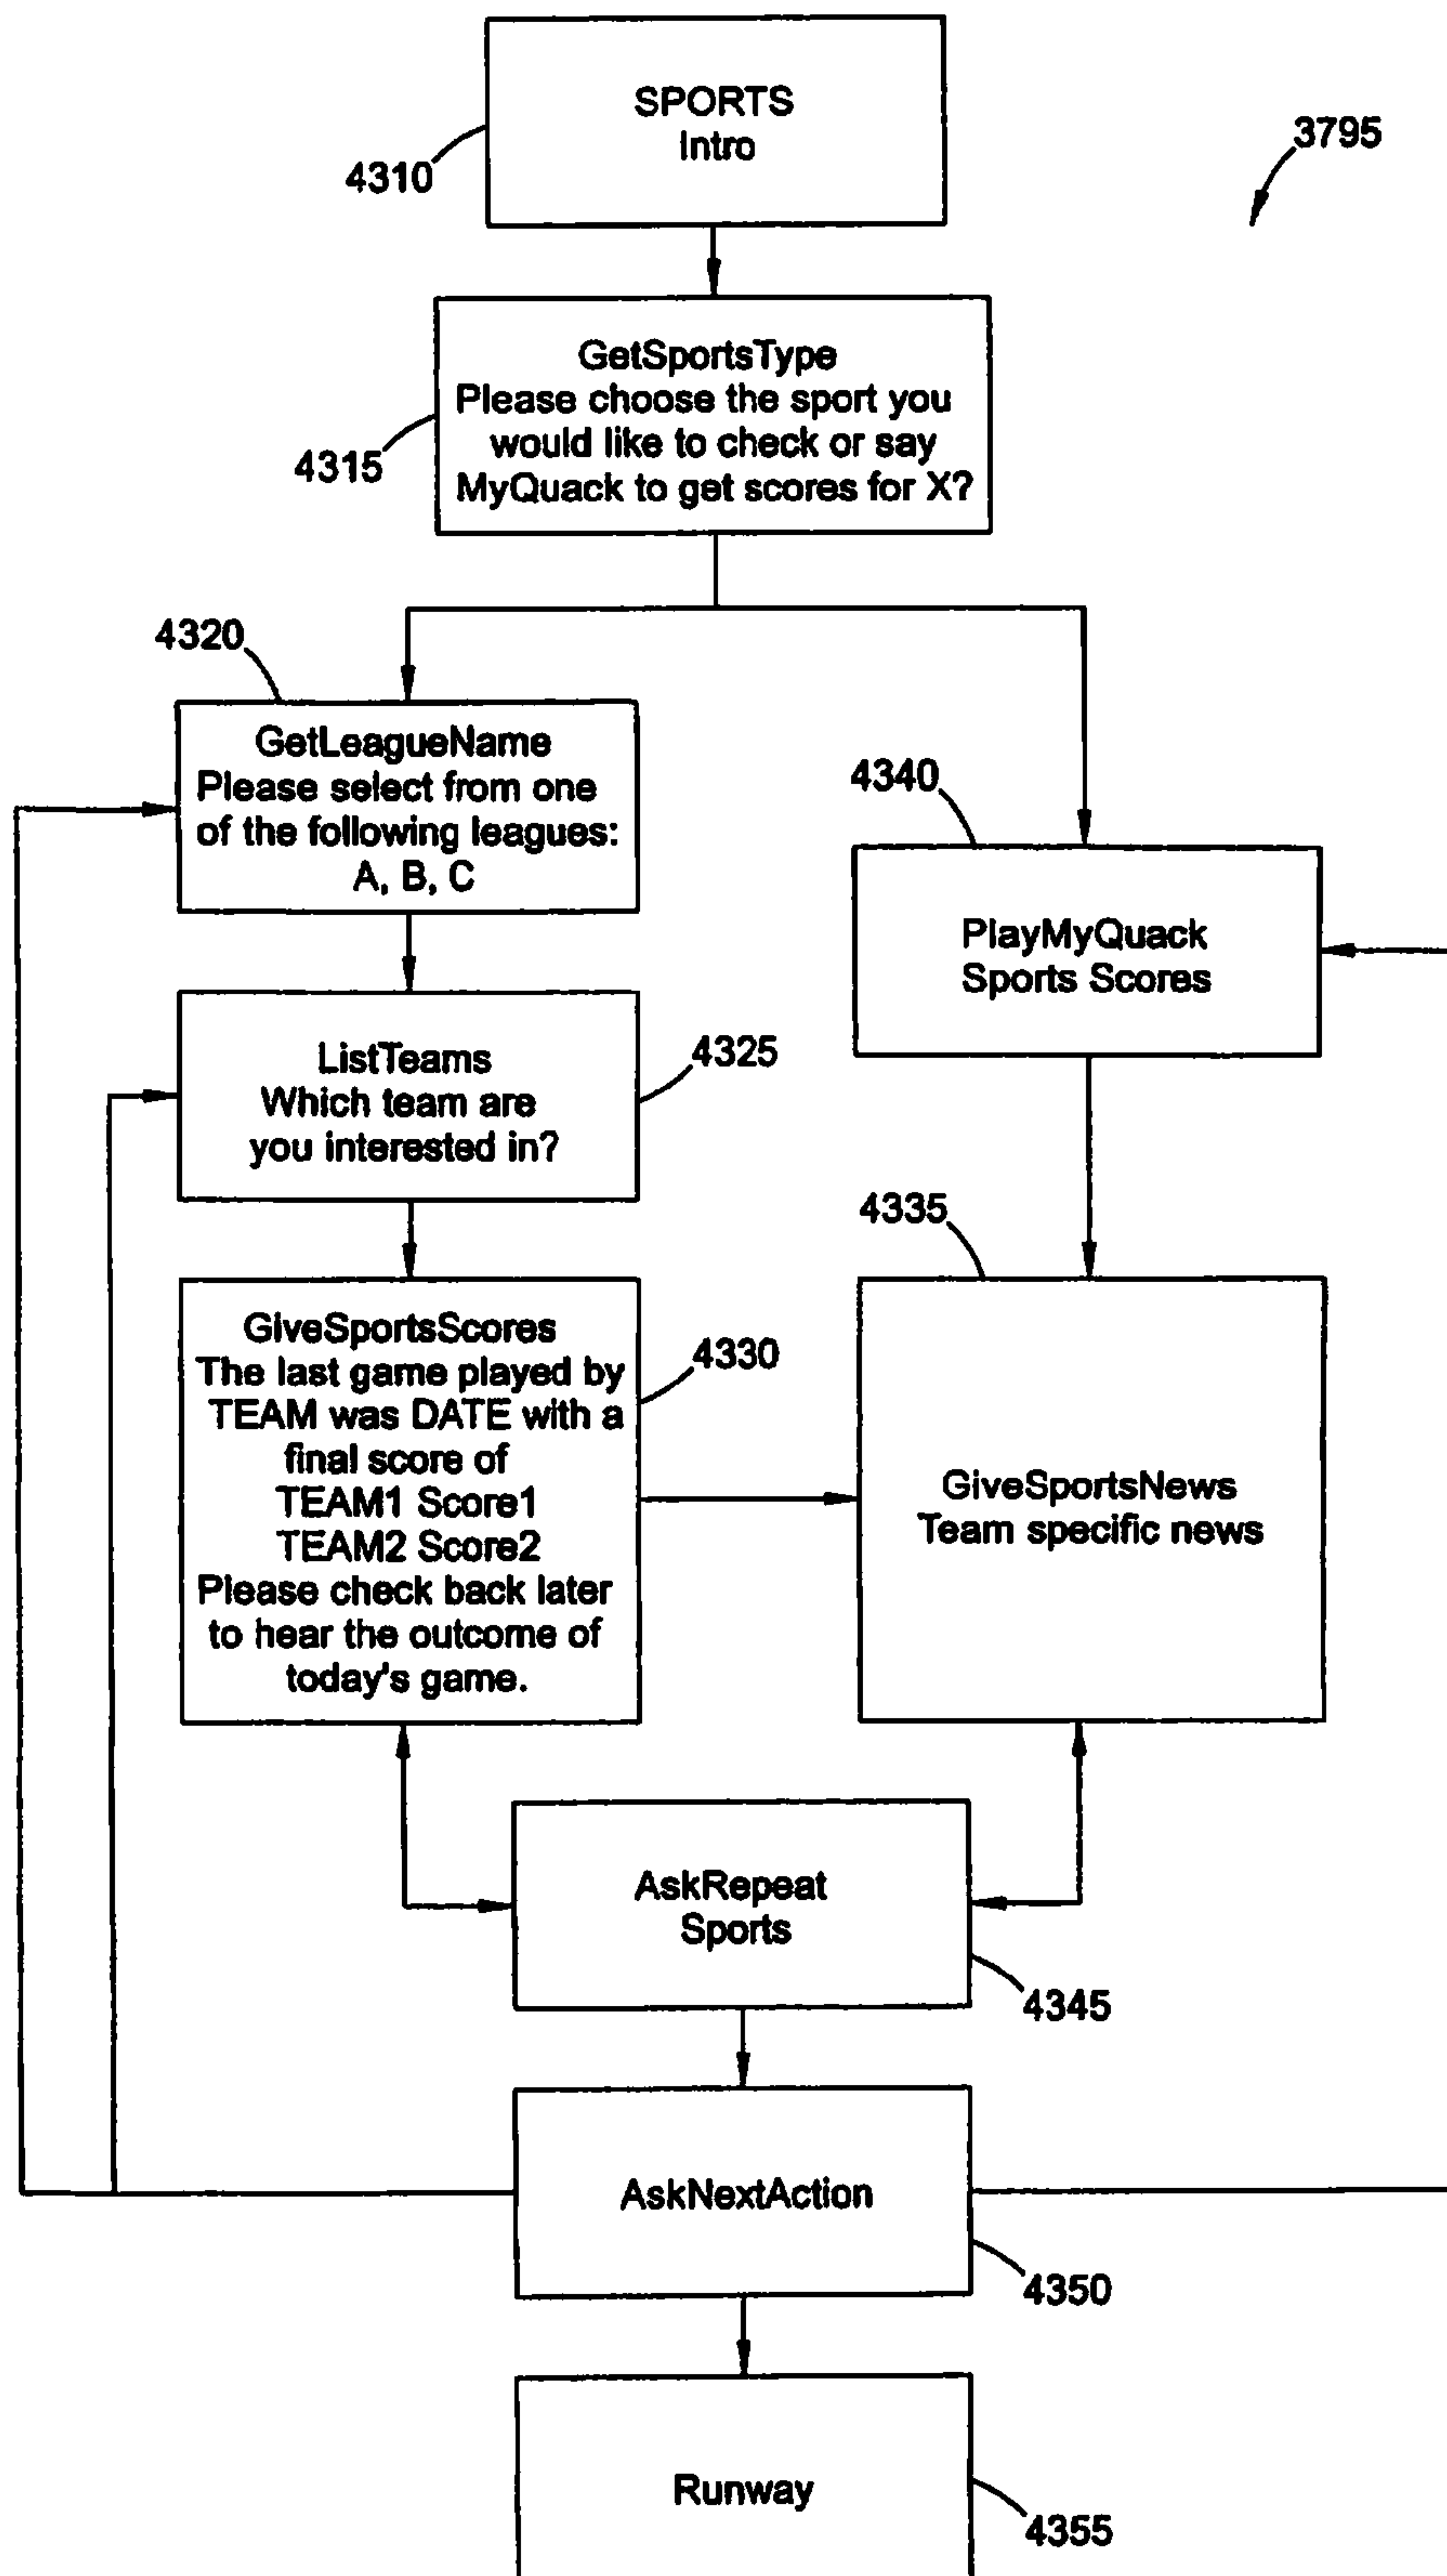 SPORTS
Intro
4310
3795
GetSportsType
Please choose the sport you
would like to check or say
MyQuack to get scores for X?
4315
4320
GetLeagueName
Please select from one
of the following leagues:
A, B, C
4340
PlayMyQuack
Sports Scores
ListTeams
Which team are
you interested in?
4325
4335
GiveSportsScores
The last game played by
TEAM was DATE with a
final score of
TEAM1 Score1
TEAM2 Score2
Please check back later
to hear the outcome of
today's game.
4330
GiveSportsNews
Team specific news
AskRepeat
Sports
4345
AskNextAction
4350
Runway
4355